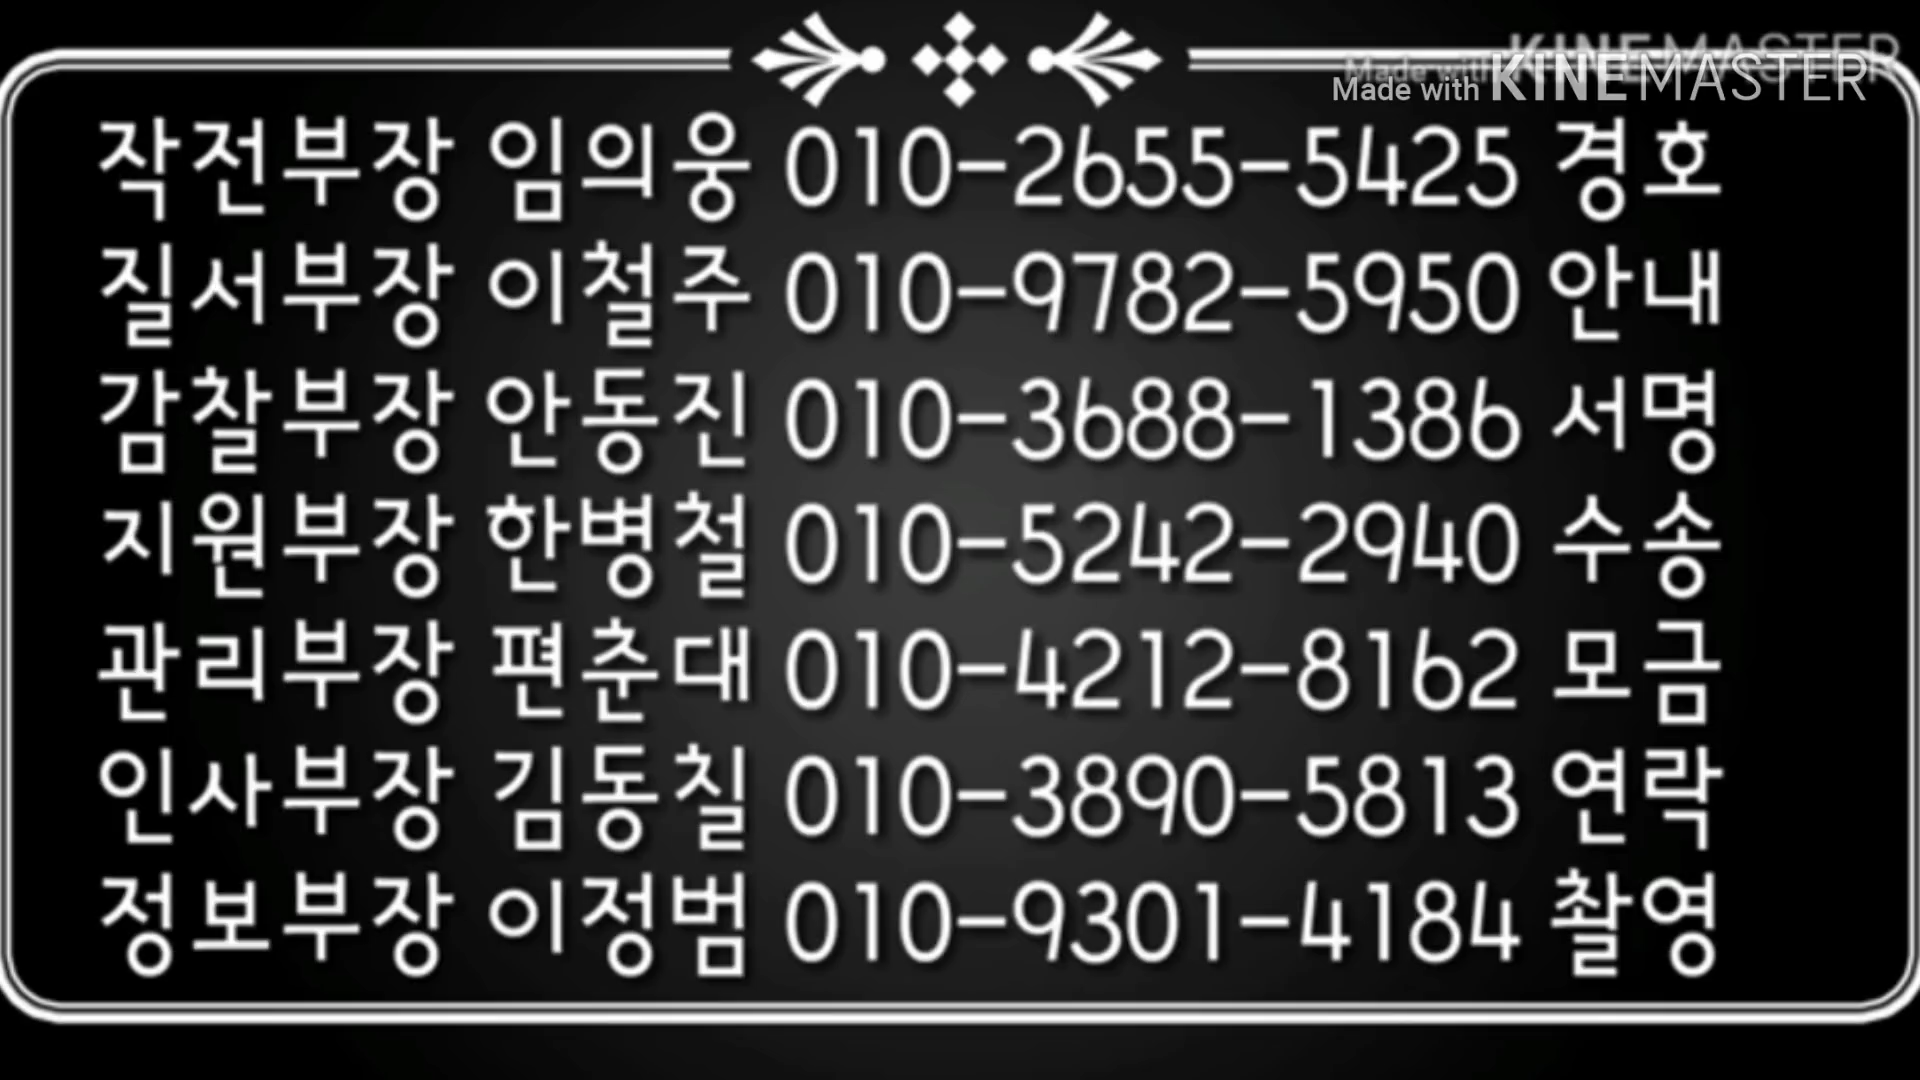 Made with KINEMASTER
Made with KINEMASTER
작전부장 임의웅 010-2655-5425 경호
질서부장 이철주 010-9782-5950 안내
감찰부장 안동진 010-3688-1386 서명
지원부장 한병철 010-5242-2940 수송
관리부장 편춘대 010-4212-8162 모금
인사부장 김동칠 010-3890-5813 연락
정보부장 이정범 010-9301-4184 촬영